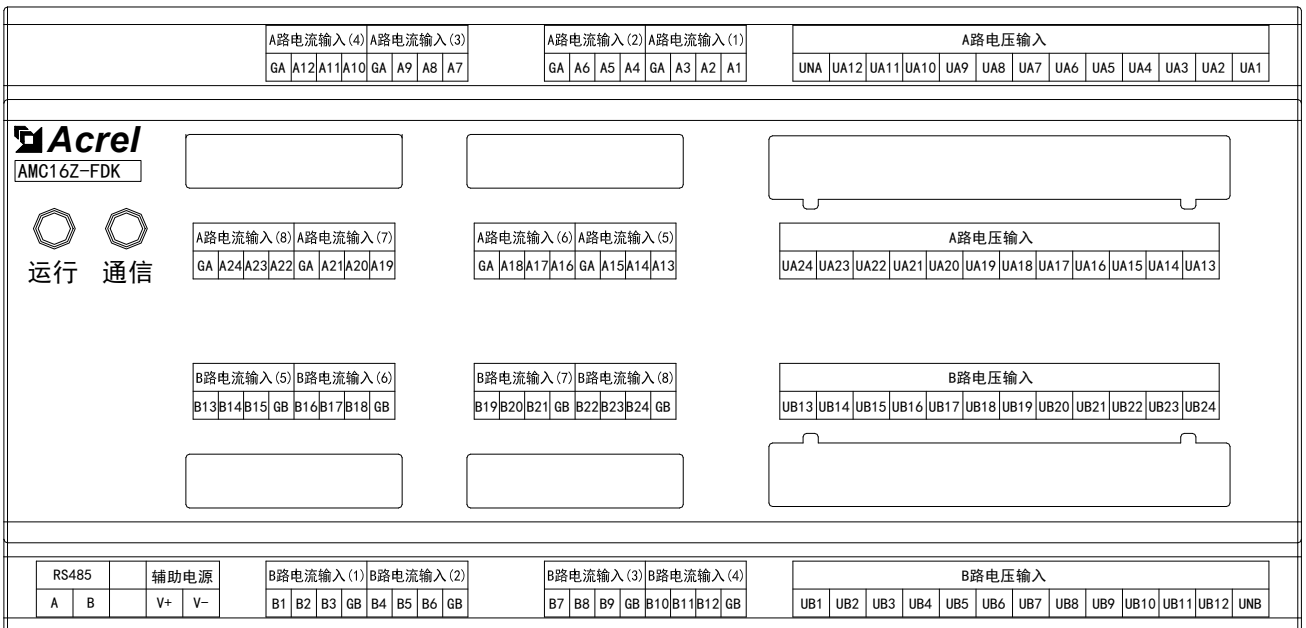 A路电流输入(4) A路电流输入(3) A路电流输入(2) A路电流输入(1) A路电压输入
GA A12 A11 A10 GA A9 A8 A7 GA A6 A5 A4 GA A3 A2 A1 UNA UA12 UA11 UA10 UA9 UA8 UA7 UA6 UA5 UA4 UA3 UA2 UA1
Acrel
AMC16Z-FDK
A路电流输入(8) A路电流输入(7) A路电流输入(6) A路电流输入(5) A路电压输入
GA A24 A23 A22 GA A21 A20 A19 GA A18 A17 A16 GA A15 A14 A13 UA24 UA23 UA22 UA21 UA20 UA19 UA18 UA17 UA16 UA15 UA14 UA13
运行 通信
B路电流输入(5) B路电流输入(6) B路电流输入(7) B路电流输入(8) B路电压输入
B13 B14 B15 GB B16 B17 B18 GB B19 B20 B21 GB B22 B23 B24 GB UB13 UB14 UB15 UB16 UB17 UB18 UB19 UB20 UB21 UB22 UB23 UB24
RS485 辅助电源 B路电流输入(1) B路电流输入(2) B路电流输入(3) B路电流输入(4) B路电压输入
A B V+ V- B1 B2 B3 GB B4 B5 B6 GB B7 B8 B9 GB B10 B11 B12 GB UB1 UB2 UB3 UB4 UB5 UB6 UB7 UB8 UB9 UB10 UB11 UB12 UNB